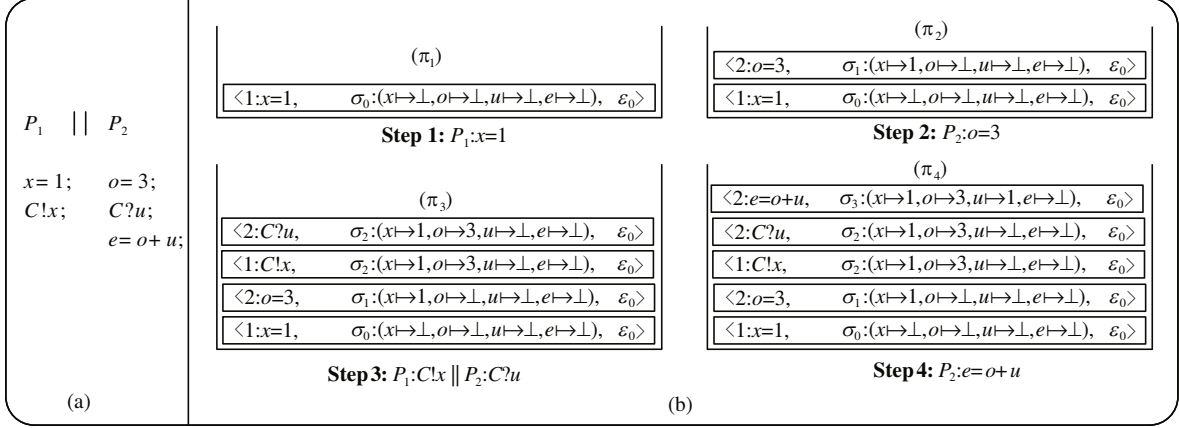 P₁ || P₂
x=1; o=3;
C!x; C?u;
e=o+u;
(a)
(π₁)
⟨1:x=1, σ₀:(x↦⊥,o↦⊥,u↦⊥,e↦⊥), ε₀⟩
Step 1: P₁:x=1
(π₂)
⟨2:o=3, σ₁:(x↦1,o↦⊥,u↦⊥,e↦⊥), ε₀⟩
⟨1:x=1, σ₀:(x↦⊥,o↦⊥,u↦⊥,e↦⊥), ε₀⟩
Step 2: P₂:o=3
(π₃)
⟨2:C?u, σ₂:(x↦1,o↦3,u↦⊥,e↦⊥), ε₀⟩
⟨1:C!x, σ₂:(x↦1,o↦3,u↦⊥,e↦⊥), ε₀⟩
⟨2:o=3, σ₁:(x↦1,o↦⊥,u↦⊥,e↦⊥), ε₀⟩
⟨1:x=1, σ₀:(x↦⊥,o↦⊥,u↦⊥,e↦⊥), ε₀⟩
Step 3: P₁:C!x || P₂:C?u
(π₄)
⟨2:e=o+u, σ₃:(x↦1,o↦3,u↦1,e↦⊥), ε₀⟩
⟨2:C?u, σ₂:(x↦1,o↦3,u↦⊥,e↦⊥), ε₀⟩
⟨1:C!x, σ₂:(x↦1,o↦3,u↦⊥,e↦⊥), ε₀⟩
⟨2:o=3, σ₁:(x↦1,o↦⊥,u↦⊥,e↦⊥), ε₀⟩
⟨1:x=1, σ₀:(x↦⊥,o↦⊥,u↦⊥,e↦⊥), ε₀⟩
Step 4: P₂:e=o+u
(b)